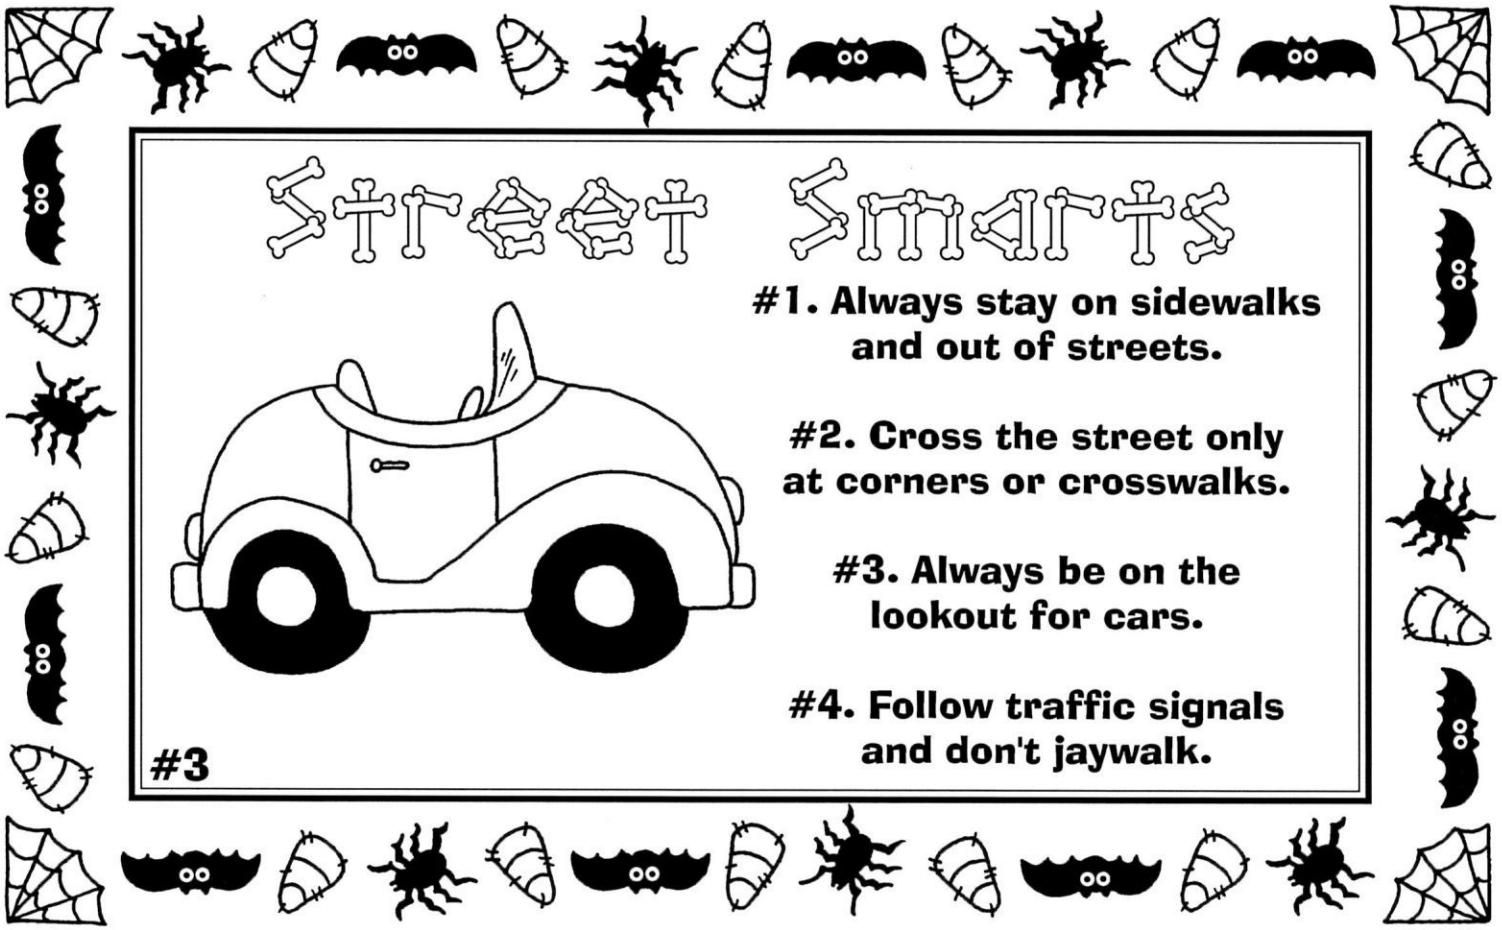 Street Smarts
#1. Always stay on sidewalks
and out of streets.
#2. Cross the street only
at corners or crosswalks.
#3. Always be on the
lookout for cars.
#4. Follow traffic signals
and don't jaywalk.
#3